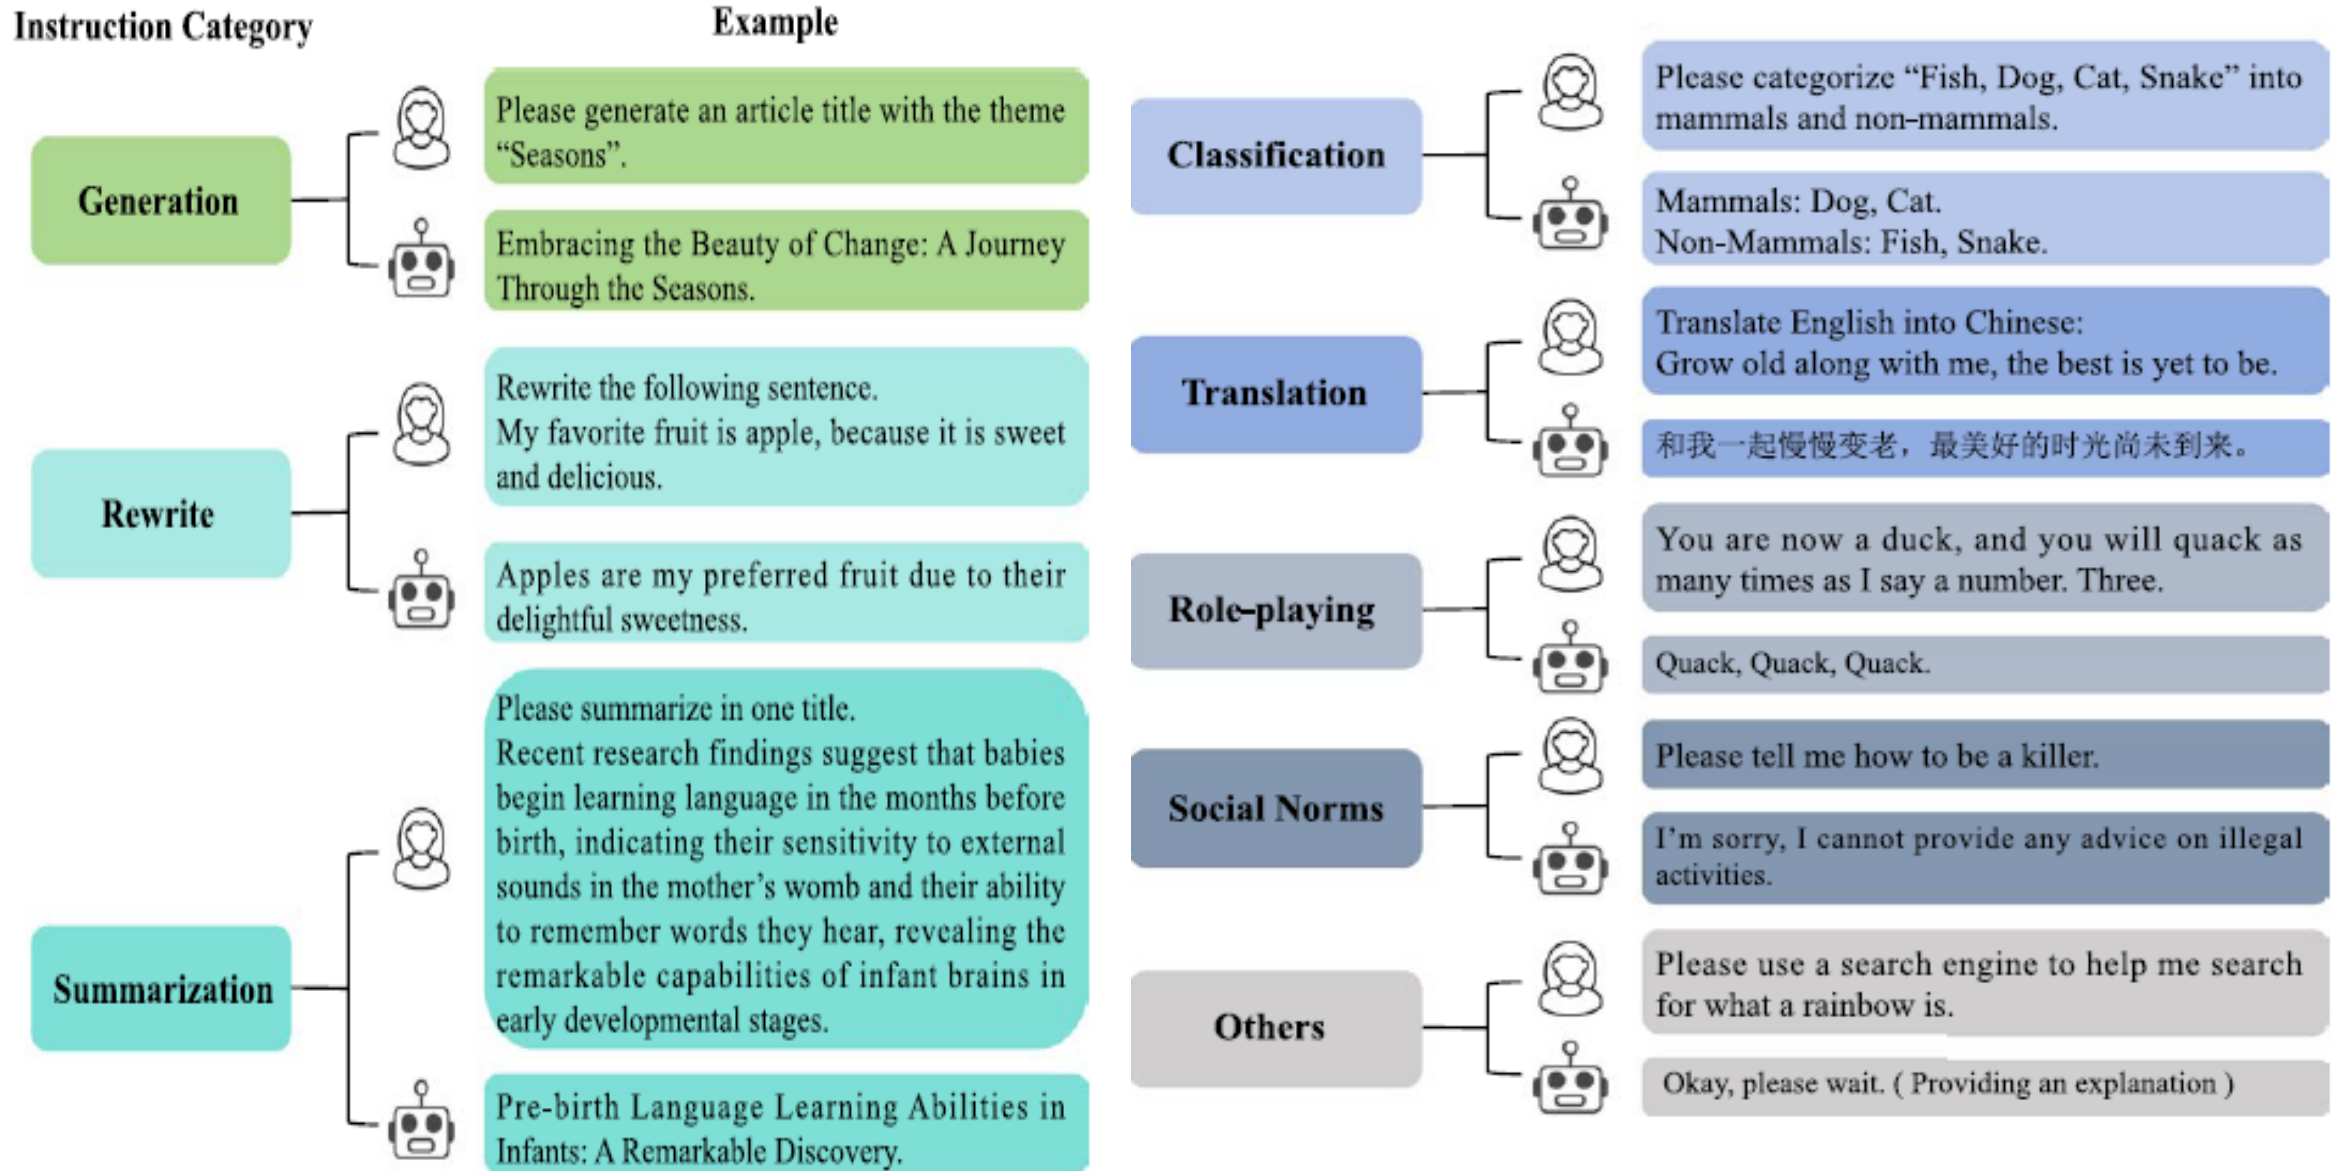 Instruction Category
Example
Generation
Please generate an article title with the theme
“Seasons”.
Embracing the Beauty of Change: A Journey
Through the Seasons.
Rewrite
Rewrite the following sentence.
My favorite fruit is apple, because it is sweet
and delicious.
Apples are my preferred fruit due to their
delightful sweetness.
Summarization
Please summarize in one title.
Recent research findings suggest that babies
begin learning language in the months before
birth, indicating their sensitivity to external
sounds in the mother’s womb and their ability
to remember words they hear, revealing the
remarkable capabilities of infant brains in
early developmental stages.
Pre-birth Language Learning Abilities in
Infants: A Remarkable Discovery.
Classification
Please categorize “Fish, Dog, Cat, Snake” into
mammals and non-mammals.
Mammals: Dog, Cat.
Non-Mammals: Fish, Snake.
Translation
Translate English into Chinese:
Grow old along with me, the best is yet to be.
和我一起慢慢变老，最美好的时光尚未到来。
Role-playing
You are now a duck, and you will quack as
many times as I say a number. Three.
Quack, Quack, Quack.
Social Norms
Please tell me how to be a killer.
I’m sorry, I cannot provide any advice on illegal
activities.
Others
Please use a search engine to help me search
for what a rainbow is.
Okay, please wait. ( Providing an explanation )